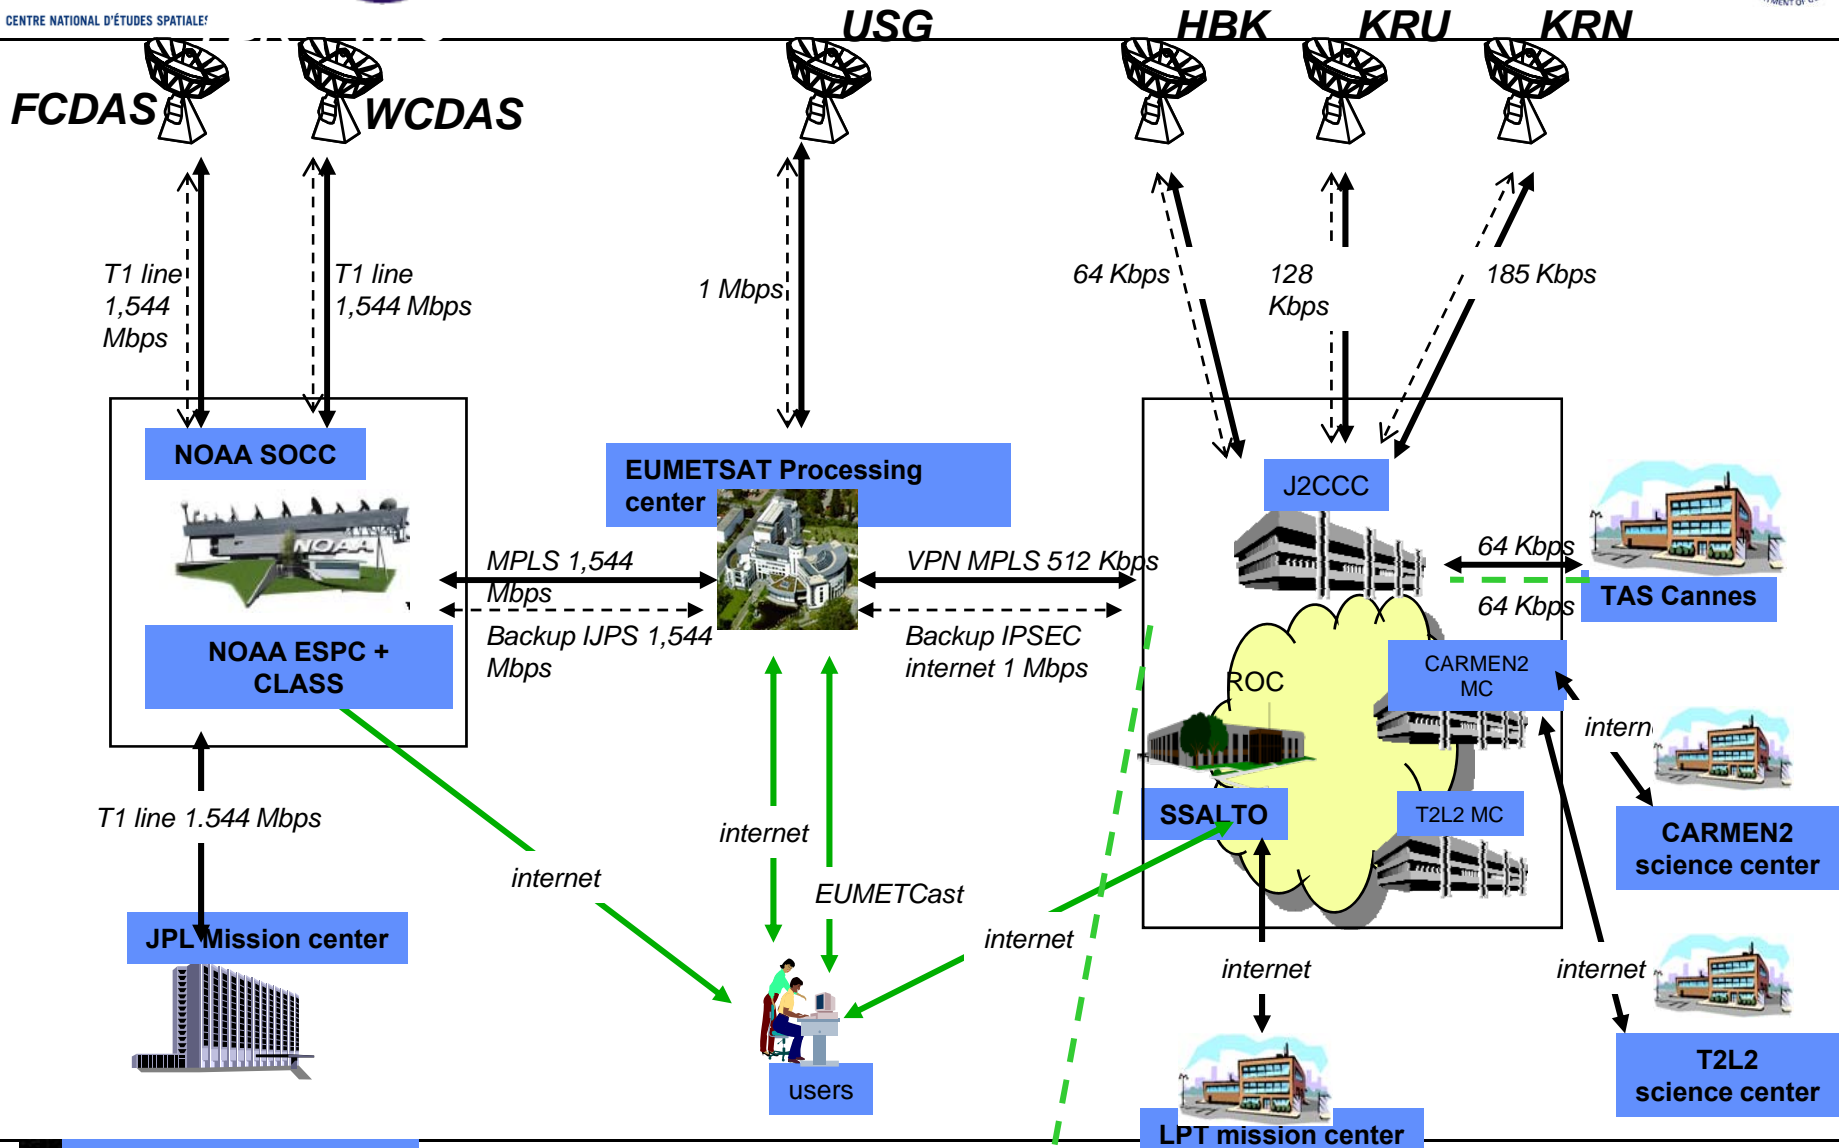 CENTRE NATIONAL D'ÉTUDES SPATIALES
USG
HBK
KRU
KRN
FCDAS
WCDAS
T1 line
1,544
Mbps
T1 line
1,544 Mbps
1 Mbps
64 Kbps
128
Kbps
185 Kbps
NOAA SOCC
EUMETSAT Processing
center
J2CCC
NOAA
MPLS 1,544
Mbps
VPN MPLS 512 Kbps
64 Kbps
64 Kbps
TAS Cannes
Backup IJPS 1,544
Mbps
Backup IPSEC
internet 1 Mbps
NOAA ESPC +
CLASS
CARMEN2
MC
ROC
internet
T1 line 1.544 Mbps
internet
SSALTO
T2L2 MC
CARMEN2
science center
internet
EUMETCast
JPL Mission center
internet
internet
internet
users
T2L2
science center
LPT mission center